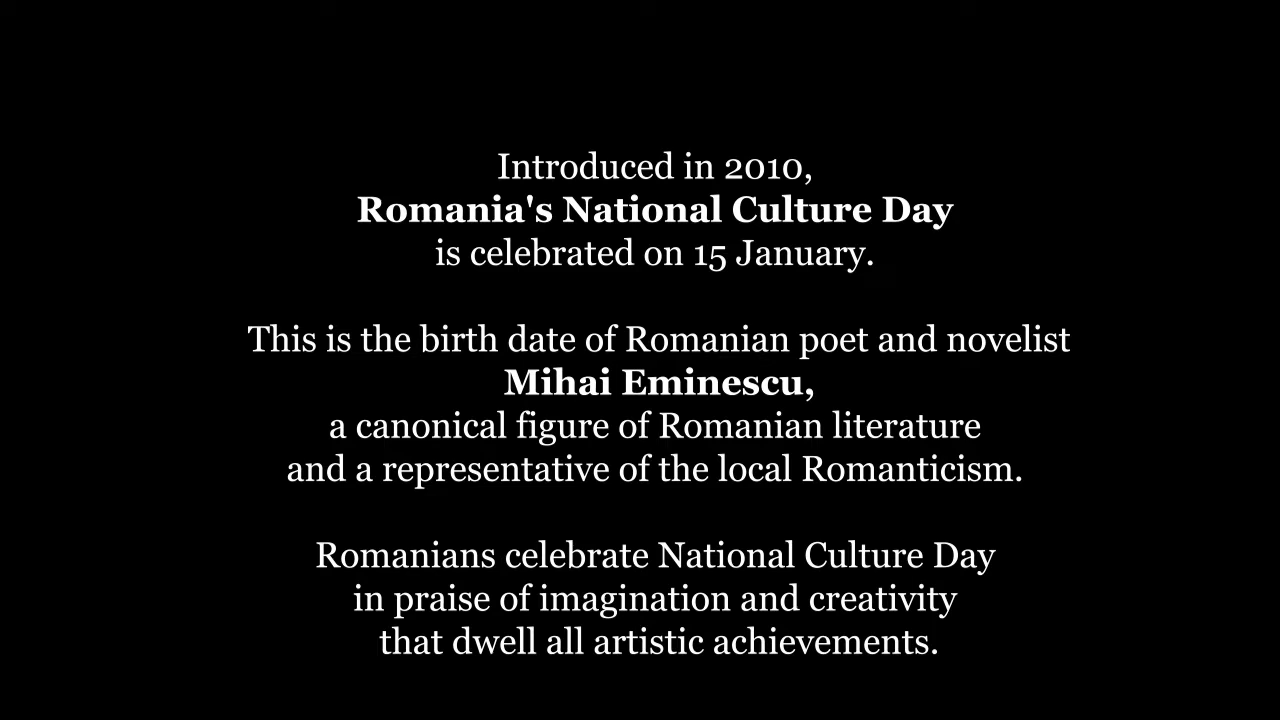 Introduced in 2010,
Romania's National Culture Day
is celebrated on 15 January.
This is the birth date of Romanian poet and novelist
Mihai Eminescu,
a canonical figure of Romanian literature
and a representative of the local Romanticism.
Romanians celebrate National Culture Day
in praise of imagination and creativity
that dwell all artistic achievements.